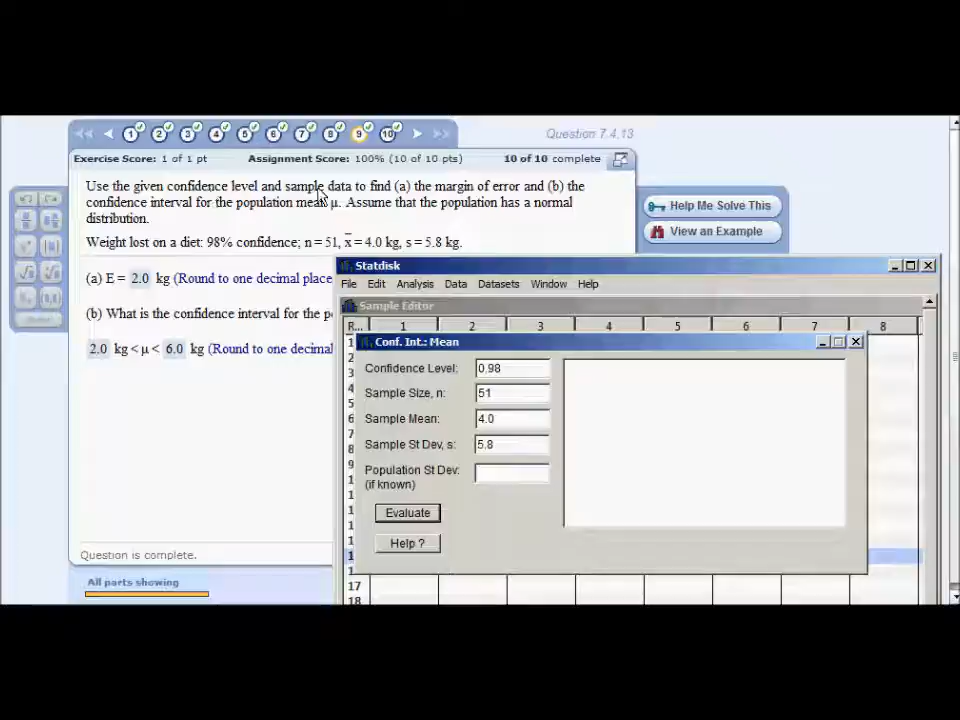 1 2 3 4 5 6 7 8 9 10
Question 7.4.13
Exercise Score: 1 of 1 pt Assignment Score: 100% (10 of 10 pts) 10 of 10 complete
Use the given confidence level and sample data to find (a) the margin of error and (b) the
confidence interval for the population mean μ. Assume that the population has a normal
distribution.
Weight lost on a diet: 98% confidence; n = 51, x̄ = 4.0 kg, s = 5.8 kg.
(a) E = 2.0 kg (Round to one decimal place
(b) What is the confidence interval for the p
2.0 kg < μ < 6.0 kg (Round to one decimal
Question is complete.
All parts showing
Help Me Solve This
View an Example
Statdisk
File Edit Analysis Data Datasets Window Help
Sample Editor
R... 1 2 3 4 5 6 7 8
Conf. Int.: Mean
Confidence Level: 0.98
Sample Size, n: 51
Sample Mean: 4.0
Sample St Dev, s: 5.8
Population St Dev:
(if known)
Evaluate
Help ?
17
18